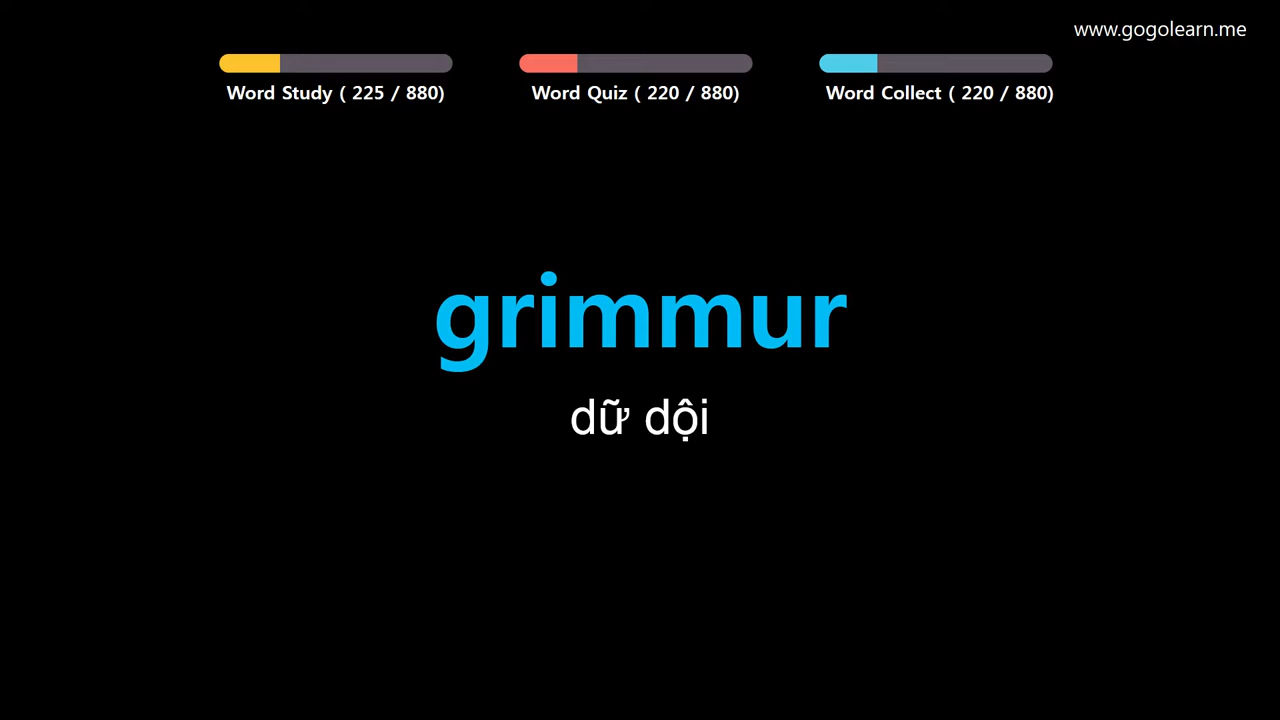 www.gogolearn.me
Word Study ( 225 / 880)
Word Quiz ( 220 / 880)
Word Collect ( 220 / 880)
grimmur
dữ dội